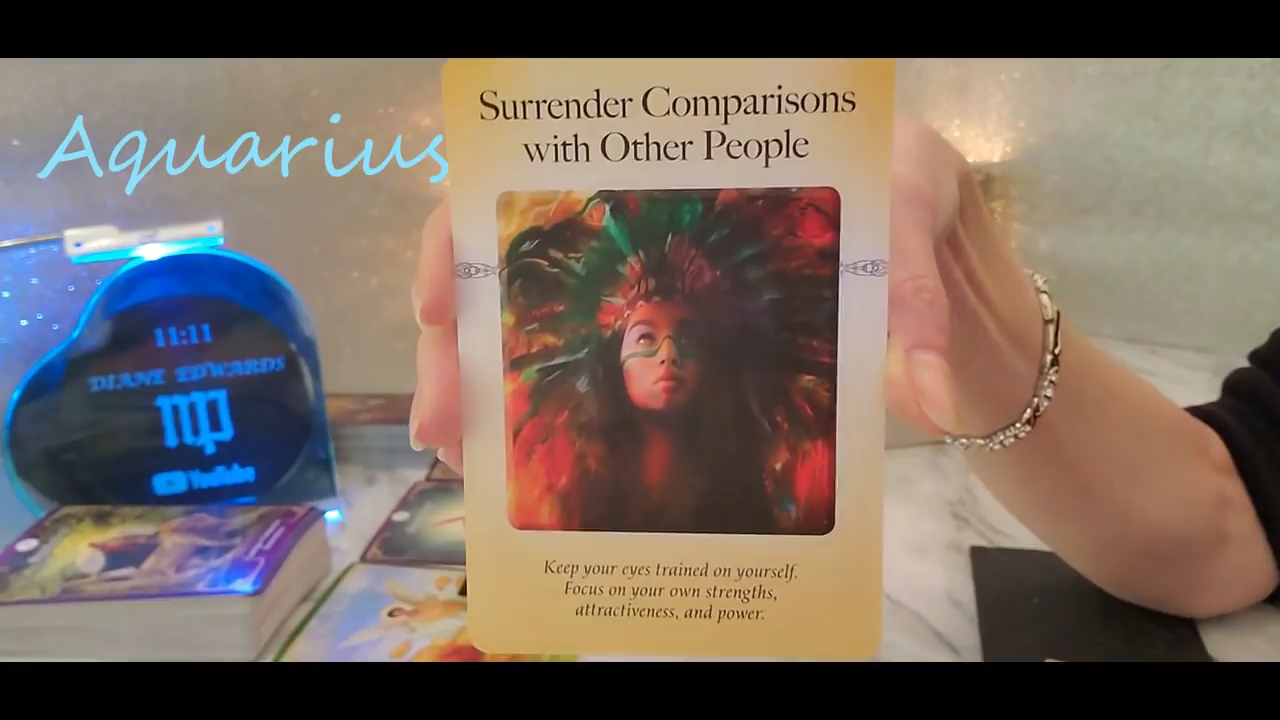 Aquarius
Surrender Comparisons
with Other People
Keep your eyes trained on yourself.
Focus on your own strengths,
attractiveness, and power.
11:11
DIANE EDWARDS
YouTube